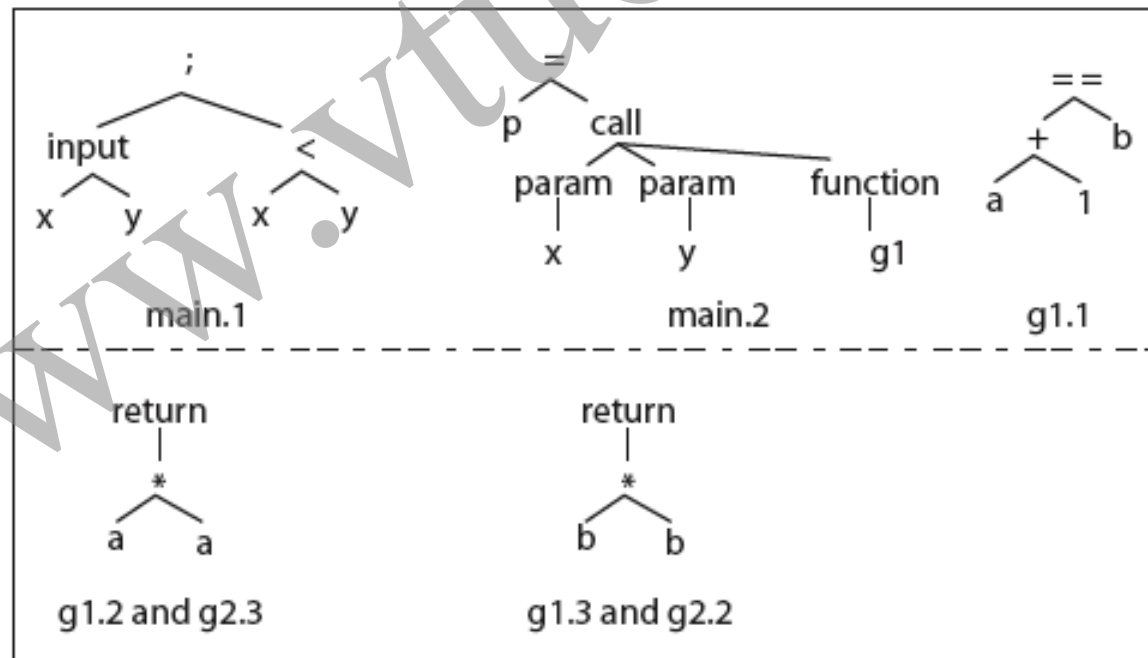 ;
=
==
input
<
p
call
+
b
x
y
x
y
param
param
function
a
1
x
y
g1
main.1
main.2
g1.1
return
return
*
*
a
a
b
b
g1.2 and g2.3
g1.3 and g2.2